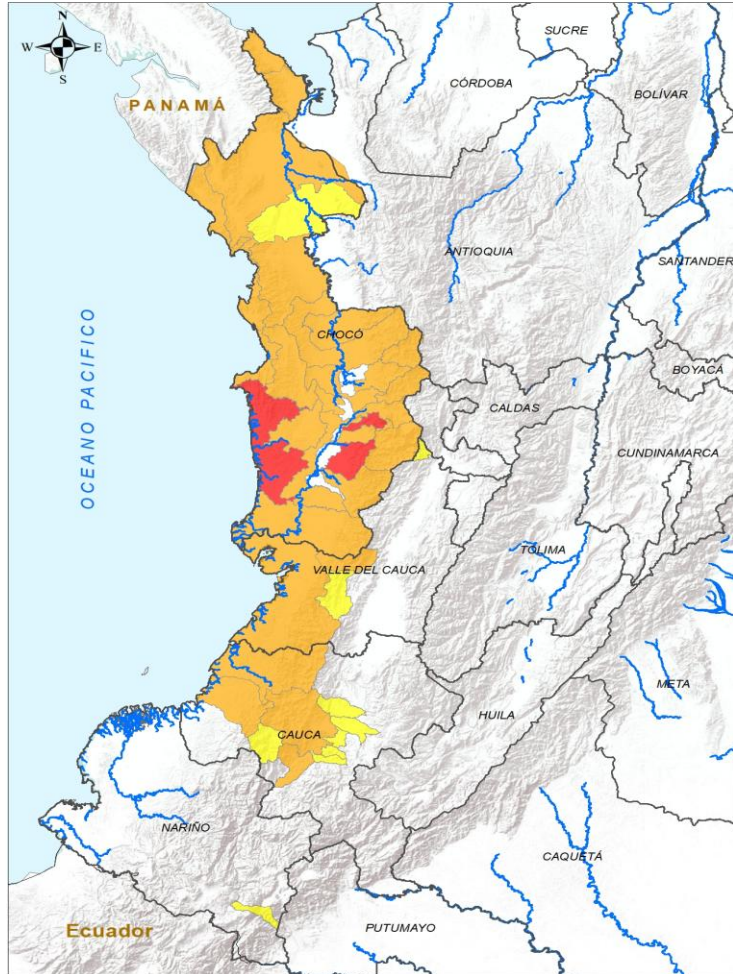 N
W E
S
SUCRE
CÓRDOBA
BOLÍVAR
PANAMÁ
ANTIOQUIA
SANTANDER
OCEANO PACIFICO
CHOCÓ
BOYACÁ
CALDAS
CUNDINAMARCA
TOLIMA
VALLE DEL CAUCA
META
HUILA
CAUCA
NARIÑO
CAQUETÁ
Ecuador
PUTUMAYO